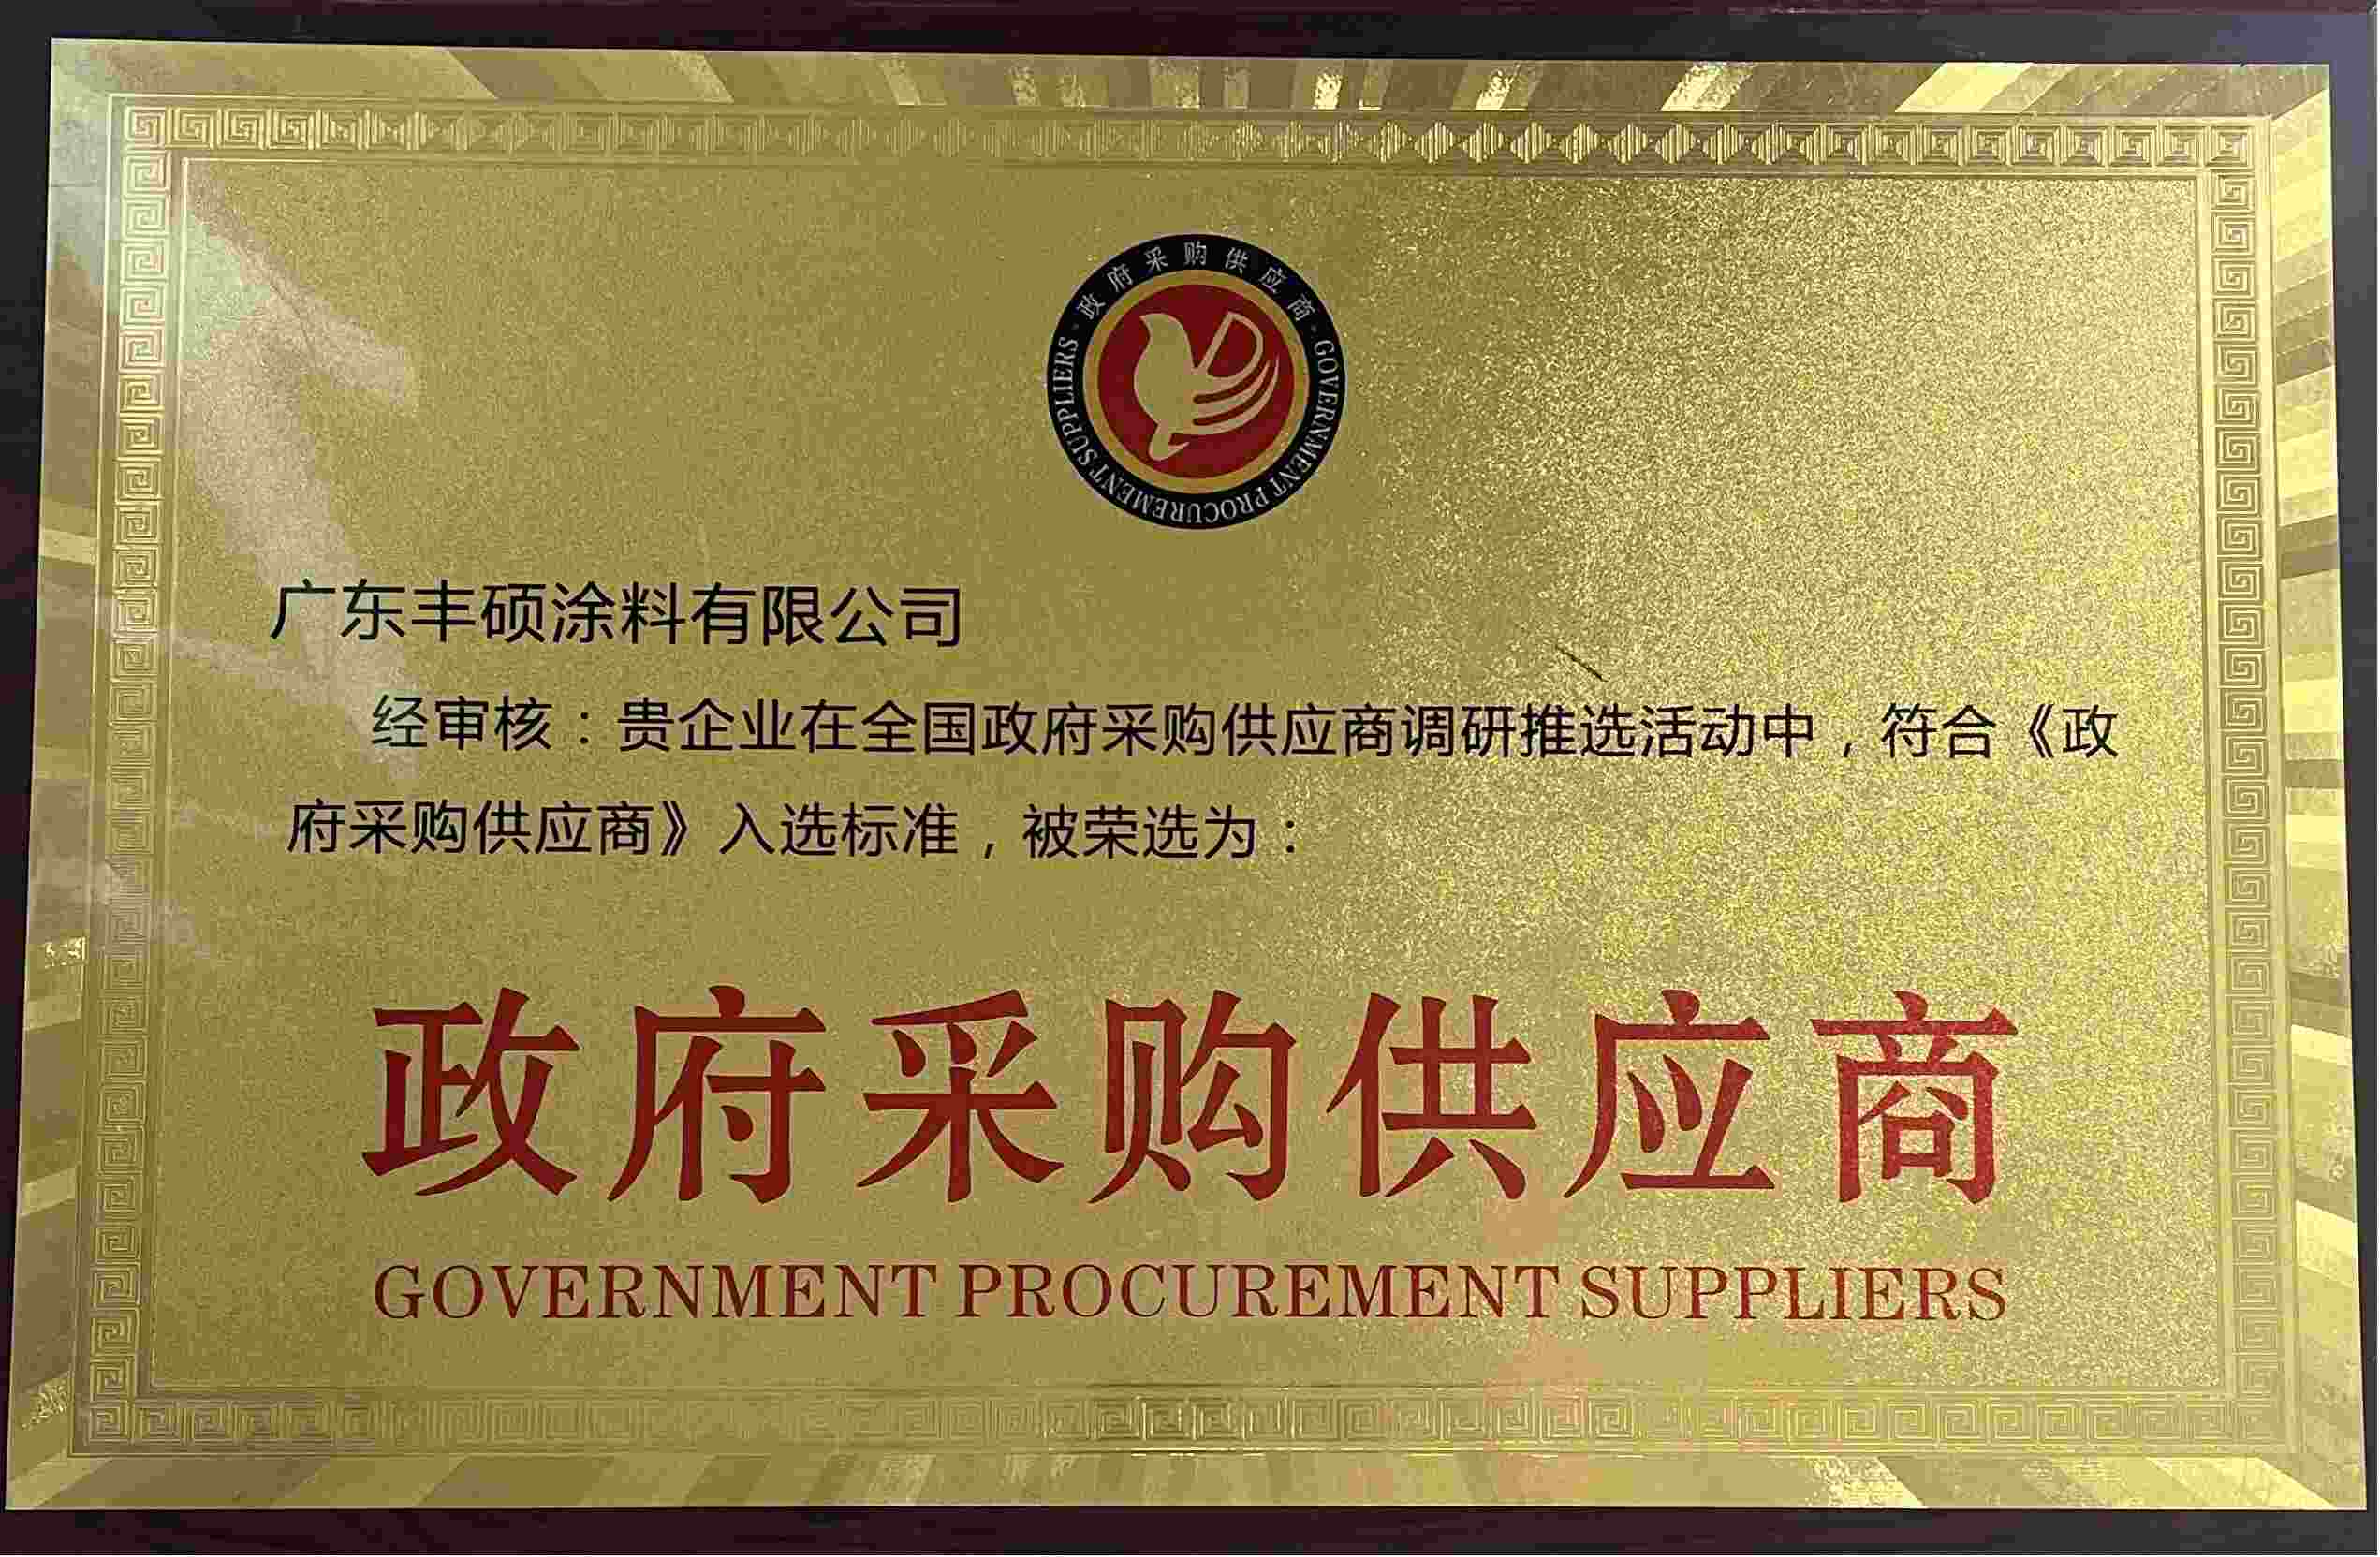 ·政府采购供应商·
GOVERNMENT PROCUREMENT SUPPLIERS
广东丰硕涂料有限公司
经审核：贵企业在全国政府采购供应商调研推选活动中，符合《政
府采购供应商》入选标准，被荣选为：
政府采购供应商
GOVERNMENT PROCUREMENT SUPPLIERS